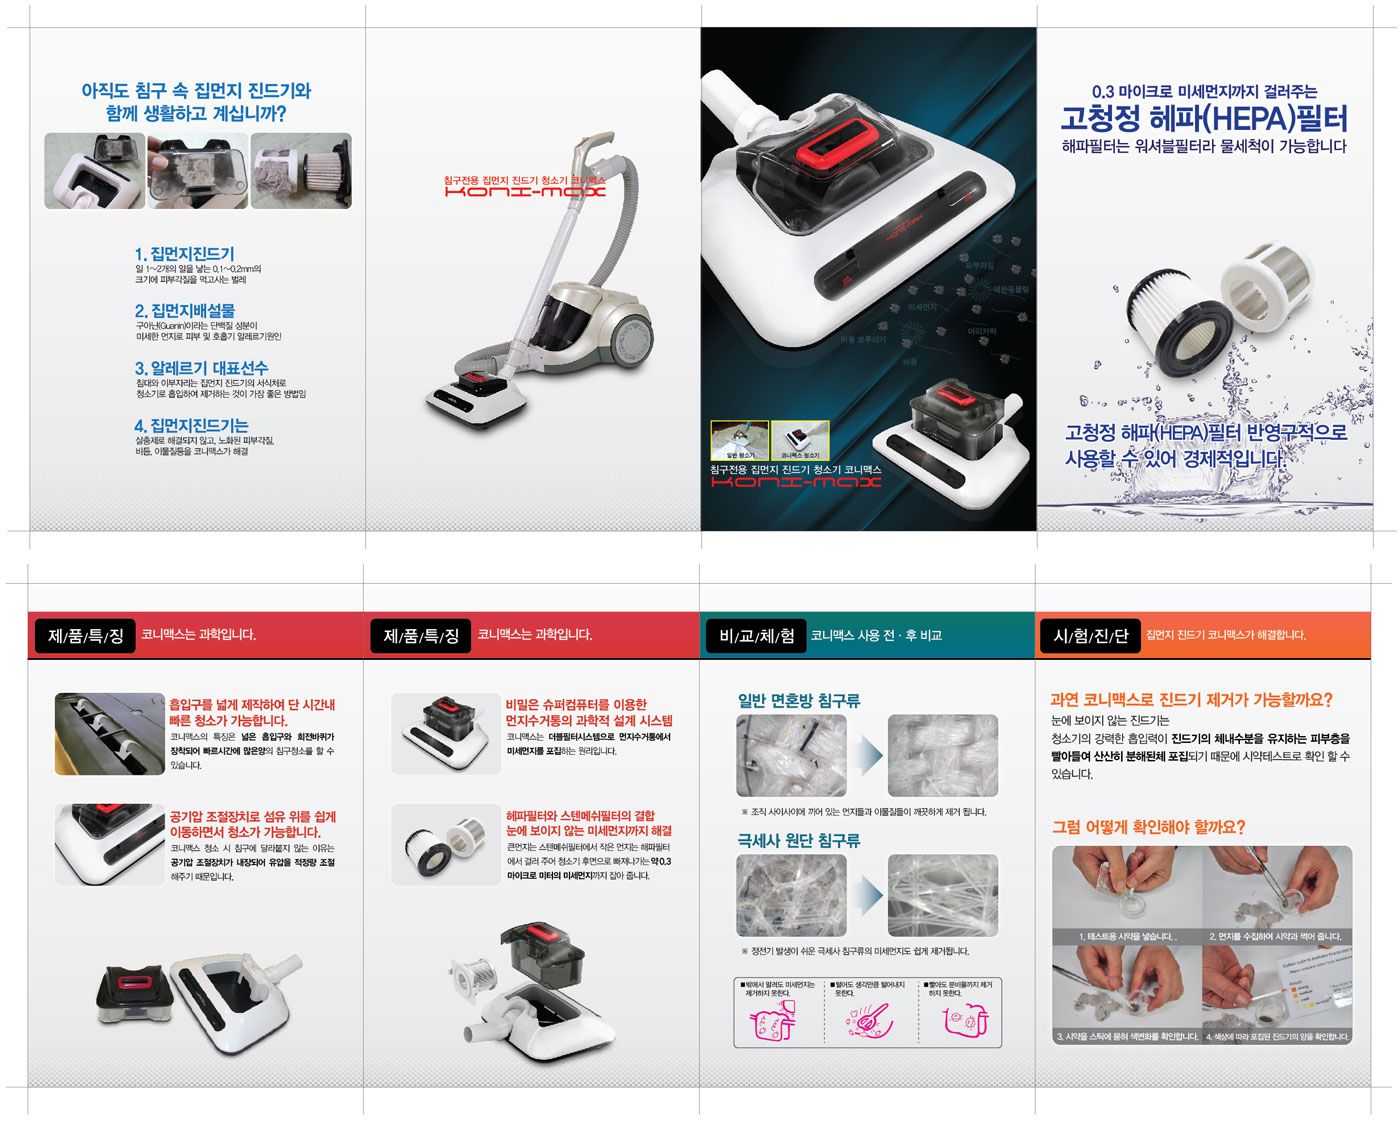 아직도 침구 속 집먼지 진드기와
함께 생활하고 계십니까?
1. 집먼지진드기
일 1~2개의 알을 낳는 0.1~0.2mm의
크기에 피부각질을 먹고사는 벌레
2. 집먼지배설물
구아닌(Guanin)이라는 단백질 성분이
미세한 먼지로 피부 및 호흡기 알레르기원인
3. 알레르기 대표선수
침대와 이부자리는 집먼지 진드기의 서식처로
청소기로 흡입하여 제거하는 것이 가장 좋은 방법임
4. 집먼지진드기는
살충제로 해결되지 않고, 노화된 피부각질,
비듬, 이물질등을 코니맥스가 해결
침구전용 집먼지 진드기 청소기 코니맥스
KONI-MAX
KONI-MAX
피부각질
애완동물털
미세먼지
머리카락
이불 보푸라기
비듬
일반 청소기
코니맥스 청소기
침구전용 집먼지 진드기 청소기 코니맥스
KONI-MAX
0.3 마이크로 미세먼지까지 걸러주는
고청정 헤파(HEPA)필터
헤파필터는 워셔블필터라 물세척이 가능합니다
고청정 헤파(HEPA)필터 반영구적으로
사용할 수 있어 경제적입니다.
제/품/특/징 코니맥스는 과학입니다.
흡입구를 넓게 제작하여 단 시간내
빠른 청소가 가능합니다.
코니맥스의 특징은 넓은 흡입구와 회전바퀴가
장착되어 빠르시간에 많은양의 침구청소를 할 수
있습니다.
공기압 조절장치로 섬유 위를 쉽게
이동하면서 청소가 가능합니다.
코니맥스 청소 시 침구에 달라붙지 않는 이유는
공기압 조절장치가 내장되어 유압을 적정량 조절
해주기 때문입니다.
제/품/특/징 코니맥스는 과학입니다.
비밀은 슈퍼컴퓨터를 이용한
먼지수거통의 과학적 설계 시스템
코니맥스는 더블필터시스템으로 먼지수거통에서
미세먼지를 포집하는 원리입니다.
헤파필터와 스텐메쉬필터의 결합
눈에 보이지 않는 미세먼지까지 해결
큰먼지는 스텐메쉬필터에서 작은 먼지는 헤파필터
에서 걸러 주어 청소기 후면으로 빠져나가는 약 0.3
마이크로 미터의 미세먼지까지 잡아 줍니다.
비/교/체/험 코니맥스 사용 전 · 후 비교
일반 면혼방 침구류
※ 조직 사이사이에 끼어 있는 먼지들과 이물질들이 깨끗하게 제거 됩니다.
극세사 원단 침구류
※ 정전기 발생이 쉬운 극세사 침구류의 미세먼지도 쉽게 제거됩니다.
■밖에서 말려도 미세먼지는
제거하지 못한다.
■털어도 생각만큼 떨어내지
못한다.
■빨아도 분비물까지 제거
하지 못한다.
시/험/진/단 집먼지 진드기 코니맥스가 해결합니다.
과연 코니맥스로 진드기 제거가 가능할까요?
눈에 보이지 않는 진드기는
청소기의 강력한 흡입력이 진드기의 체내수분을 유지하는 피부층을
빨아들여 산산히 분해된체 포집되기 때문에 시약테스트로 확인 할 수
있습니다.
그럼 어떻게 확인해야 할까요?
1. 테스트용 시약을 넣습니다. .
2. 먼지를 수집하여 시약과 썩어 줍니다.
3. 시약을 스틱에 묻혀 색변화를 확인합니다.
4. 색상에 따라 포집된 진드기의 양을 확인합니다.